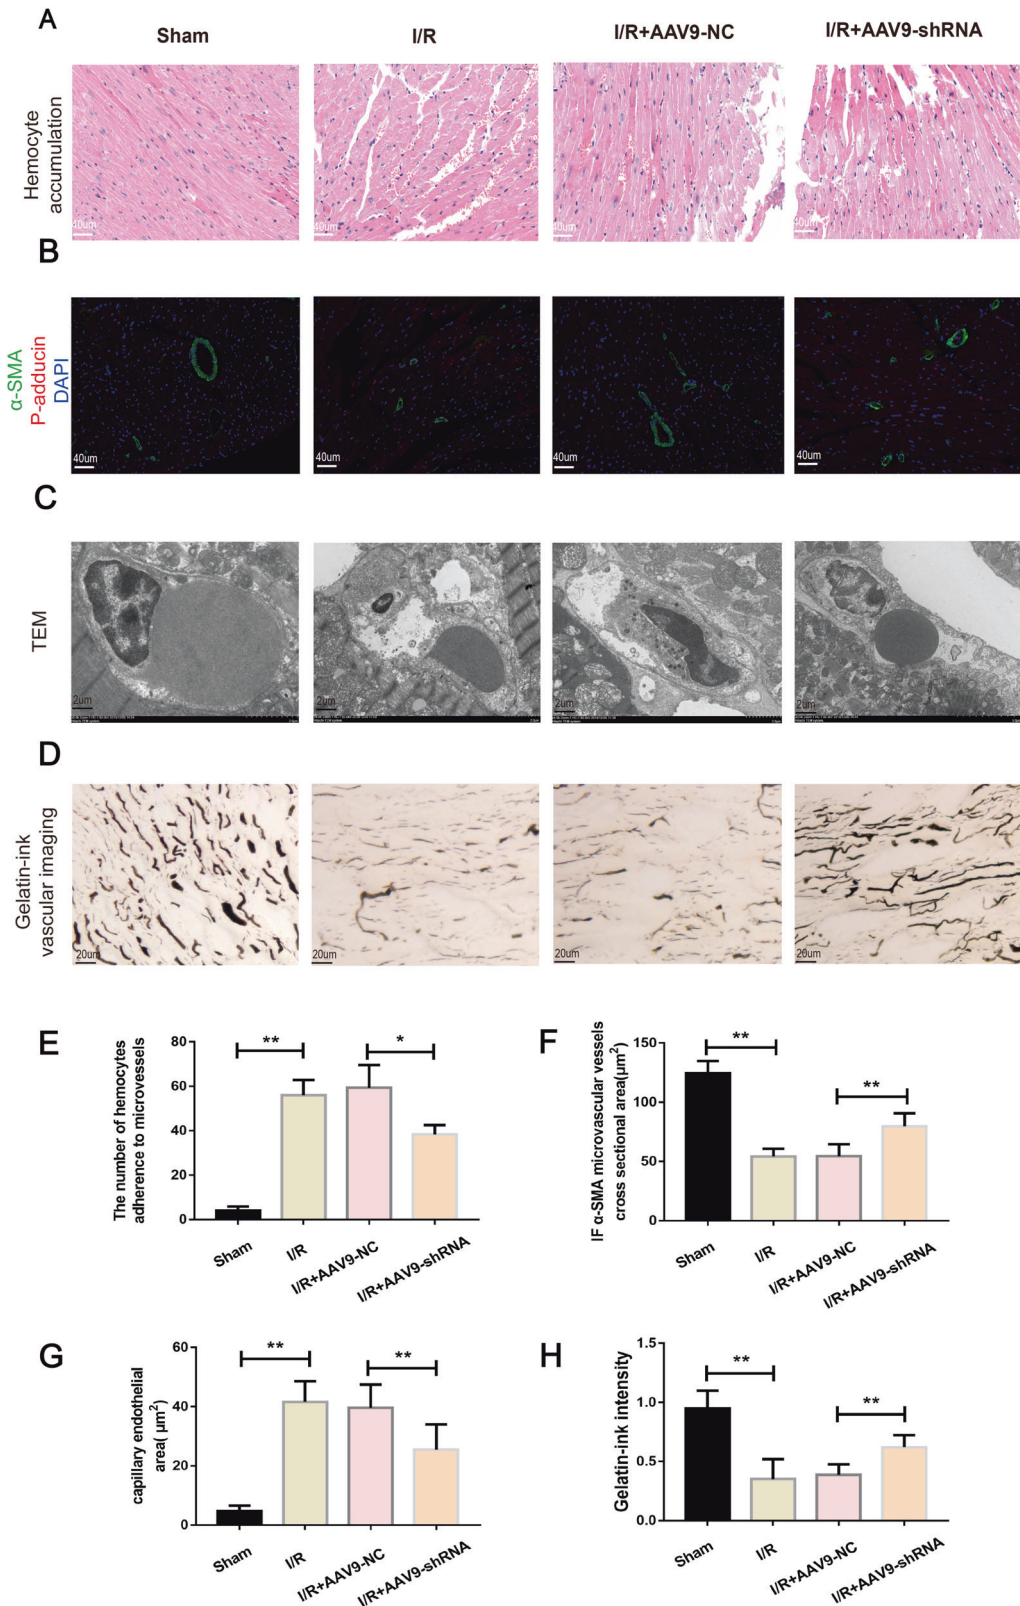 A
Sham
I/R
I/R+AAV9-NC
I/R+AAV9-shRNA
Hemocyte
accumulation
40um
40um
40um
40um
B
α-SMA
P-adducin
DAPI
40um
40um
40um
40um
C
TEM
2um
2um
2um
2um
D
Gelatin-ink
vascular imaging
20um
20um
20um
20um
E
The number of hemocytes
adherence to microvessels
80
60
40
20
0
**
*
Sham
I/R
I/R+AAV9-NC
I/R+AAV9-shRNA
F
IF α-SMA microvascular vessels
cross sectional area(μm²)
150
100
50
0
**
**
Sham
I/R
I/R+AAV9-NC
I/R+AAV9-shRNA
G
capillary endothelial
area( μm²)
60
40
20
0
**
**
Sham
I/R
I/R+AAV9-NC
I/R+AAV9-shRNA
H
Gelatin-ink intensity
1.5
1.0
0.5
0.0
**
**
Sham
I/R
I/R+AAV9-NC
I/R+AAV9-shRNA